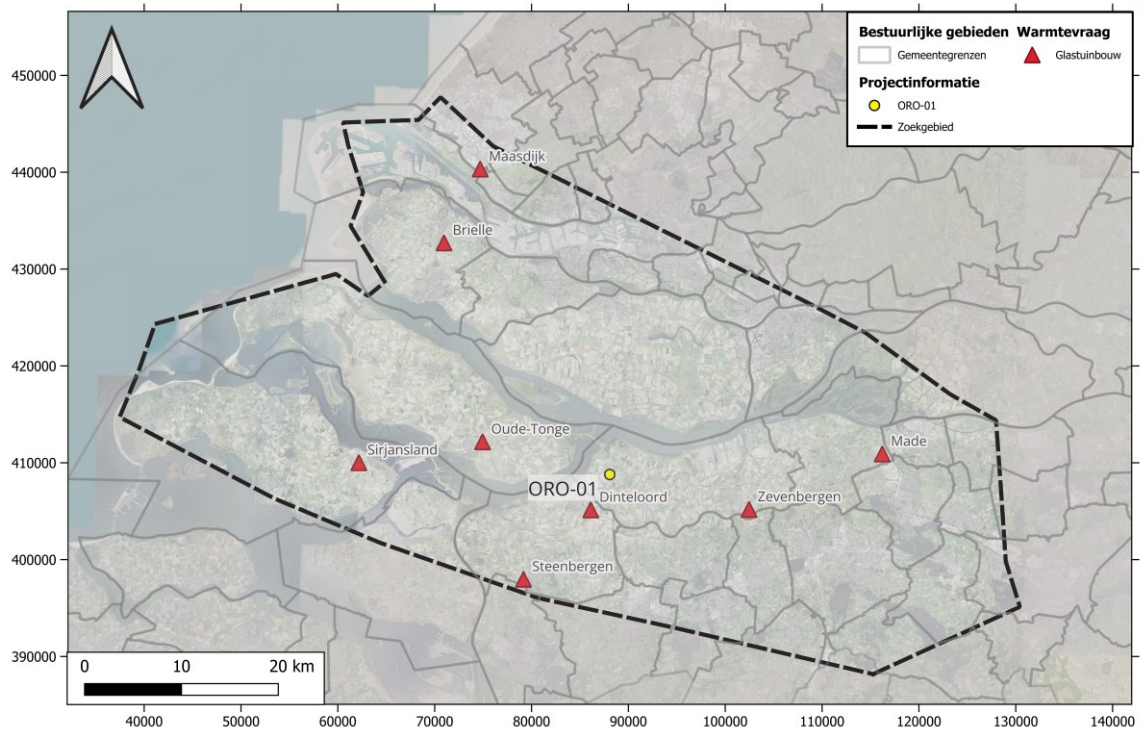 Bestuurlijke gebieden
Gemeentegrenzen
Warmtevraag
Glastuinbouw
Projectinformatie
ORO-01
Zoekgebied
450000
440000
430000
420000
410000
400000
390000
Maasdijk
Brielle
Oude-Tonge
Sirjansland
Made
ORO-01
Dinteloord
Zevenbergen
Steenbergen
0 10 20 km
40000 50000 60000 70000 80000 90000 100000 110000 120000 130000 140000